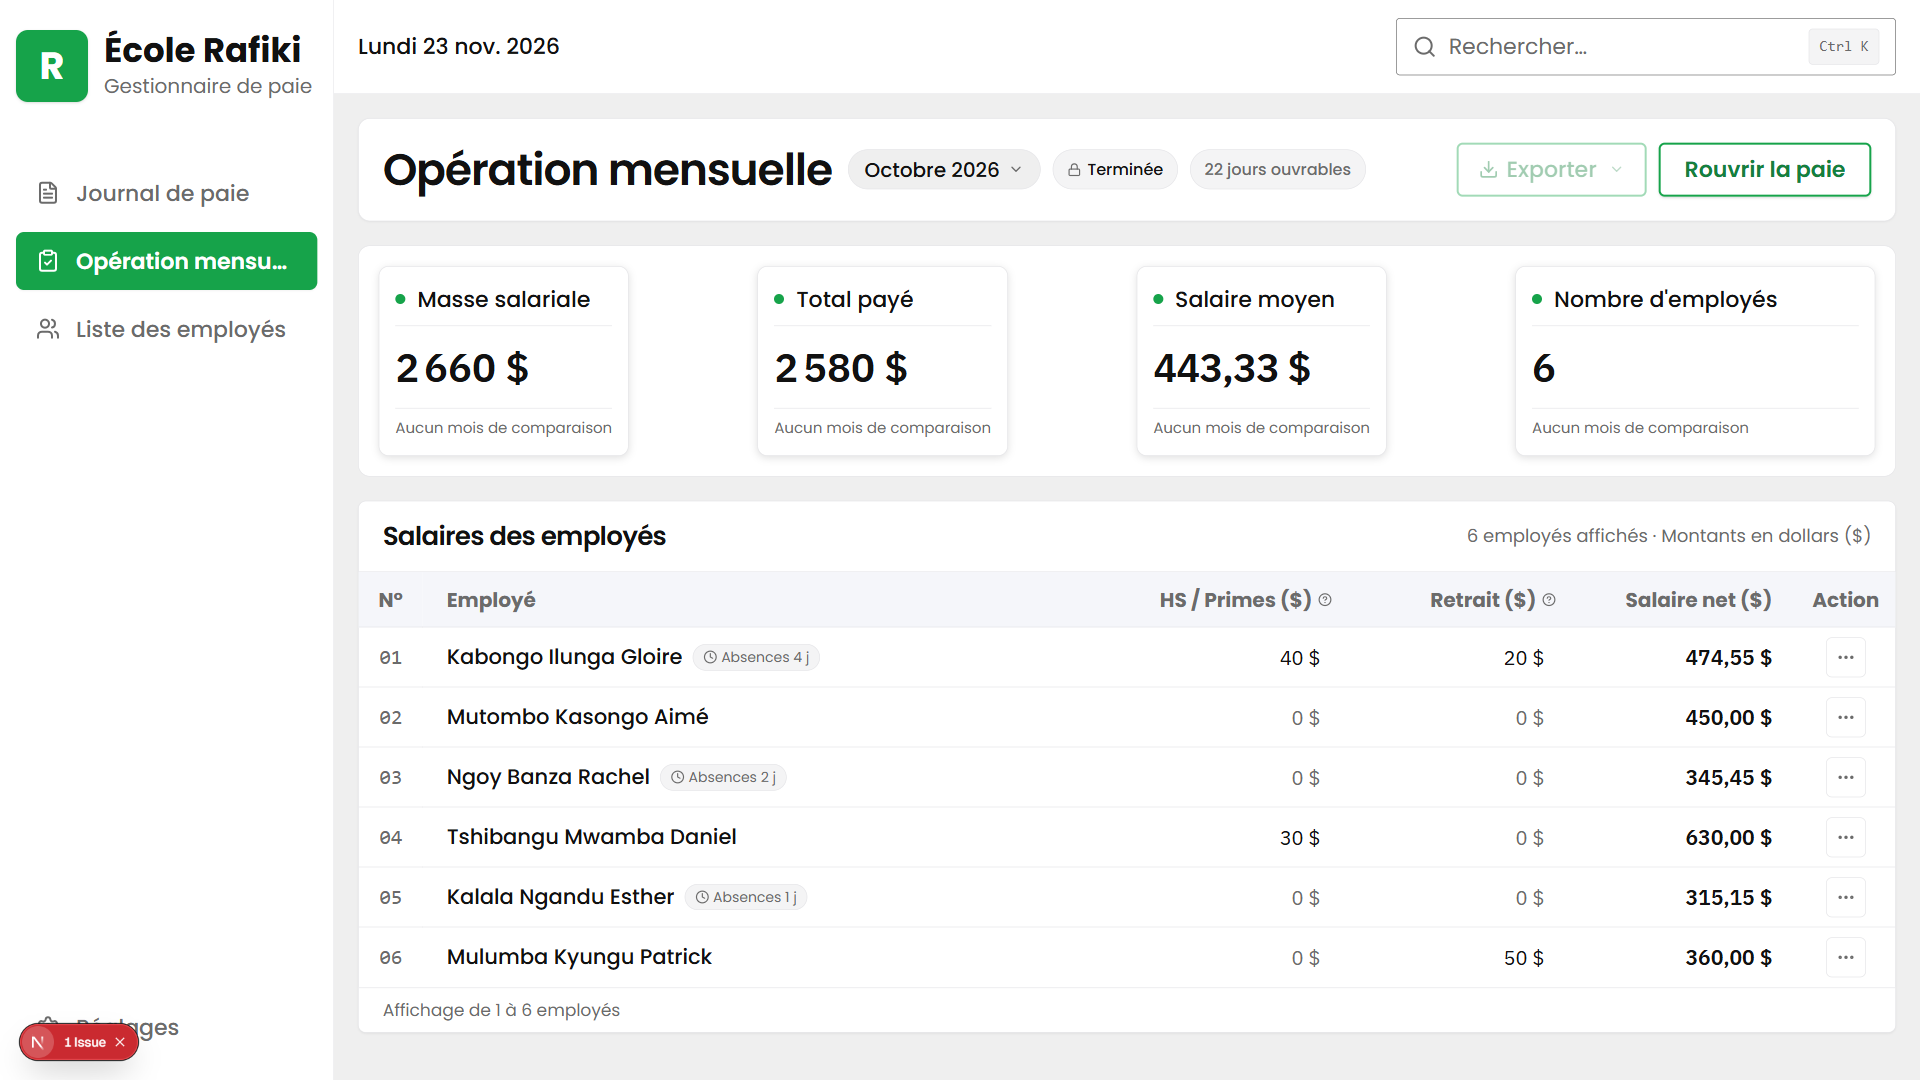 R
École Rafiki
Gestionnaire de paie
Journal de paie
Opération mensu...
Liste des employés
1 Issue
Lundi 23 nov. 2026
Rechercher...
Ctrl K
Opération mensuelle
Octobre 2026
Terminée
22 jours ouvrables
Exporter
Rouvrir la paie
Masse salariale
2 660 $
Aucun mois de comparaison
Total payé
2 580 $
Aucun mois de comparaison
Salaire moyen
443,33 $
Aucun mois de comparaison
Nombre d'employés
6
Aucun mois de comparaison
Salaires des employés
6 employés affichés · Montants en dollars ($)
N° Employé HS / Primes ($) Retrait ($) Salaire net ($) Action
01 Kabongo Ilunga Gloire Absences 4 j 40 $ 20 $ 474,55 $
02 Mutombo Kasongo Aimé 0 $ 0 $ 450,00 $
03 Ngoy Banza Rachel Absences 2 j 0 $ 0 $ 345,45 $
04 Tshibangu Mwamba Daniel 30 $ 0 $ 630,00 $
05 Kalala Ngandu Esther Absences 1 j 0 $ 0 $ 315,15 $
06 Mulumba Kyungu Patrick 0 $ 50 $ 360,00 $
Affichage de 1 à 6 employés